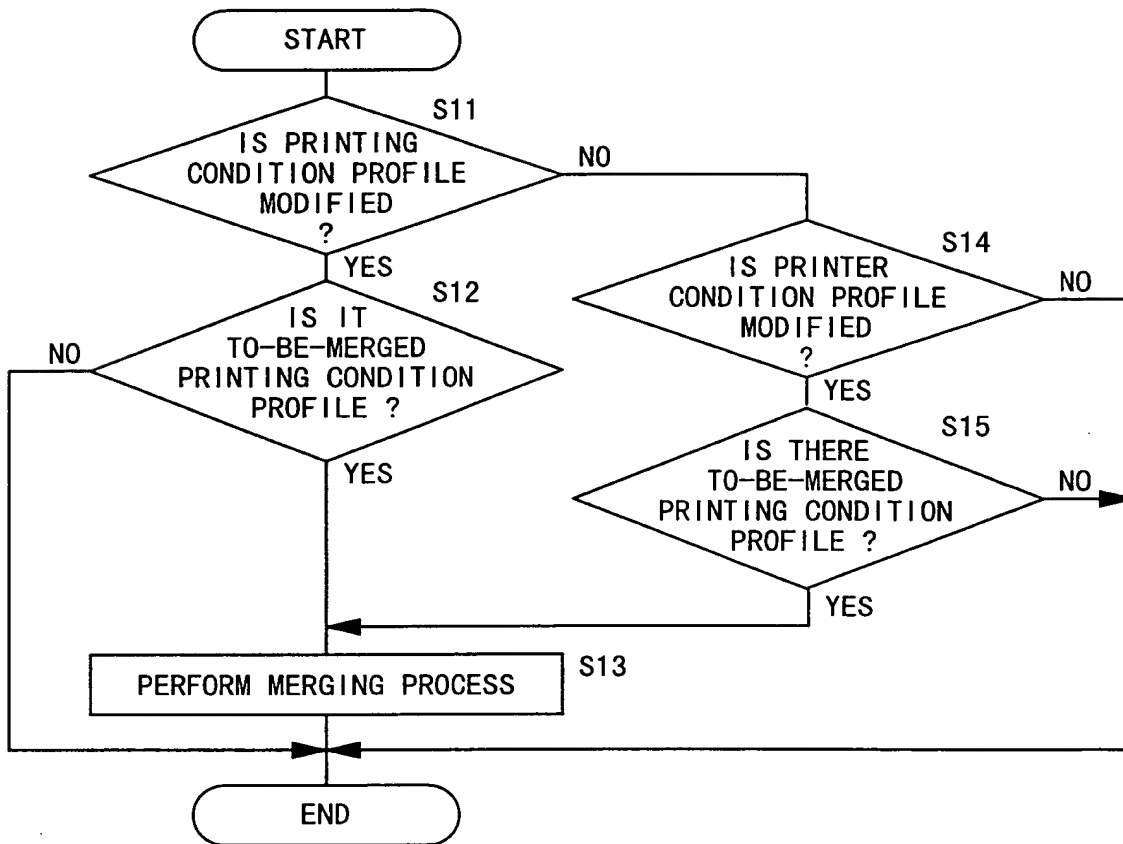 START
S11
IS PRINTING
CONDITION PROFILE
MODIFIED
?
NO
YES
S12
IS IT
TO-BE-MERGED
PRINTING CONDITION
PROFILE ?
NO
YES
S14
IS PRINTER
CONDITION PROFILE
MODIFIED
?
NO
YES
S15
IS THERE
TO-BE-MERGED
PRINTING CONDITION
PROFILE ?
NO
YES
S13
PERFORM MERGING PROCESS
END